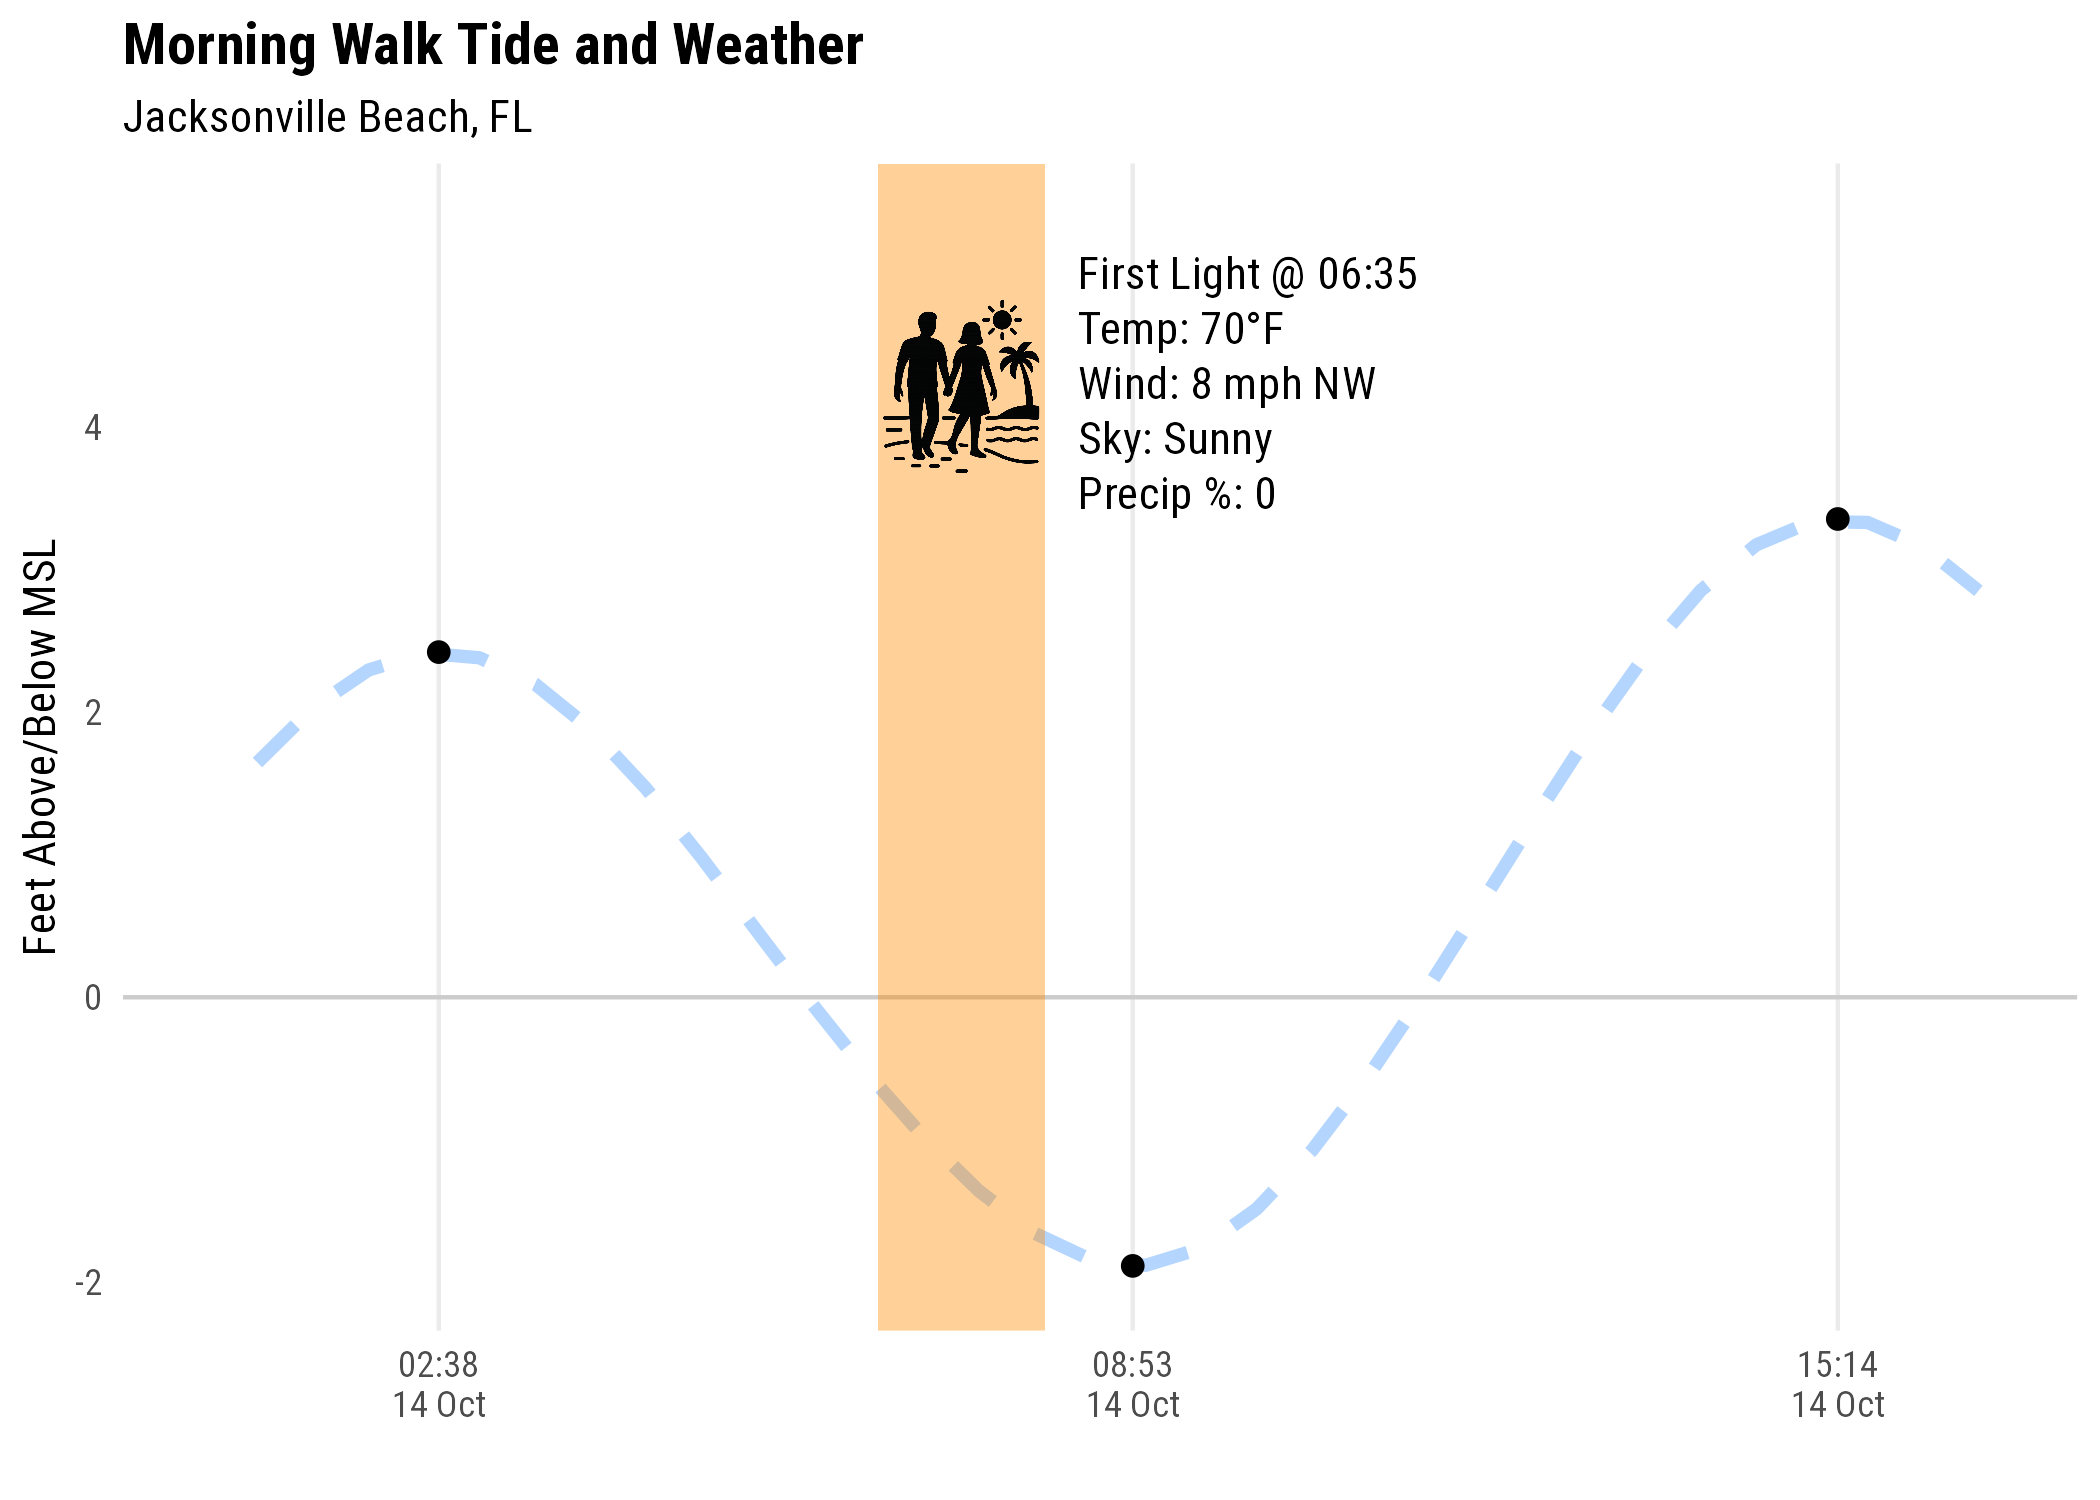 Morning Walk Tide and Weather
Jacksonville Beach, FL
First Light @ 06:35
Temp: 70°F
Wind: 8 mph NW
Sky: Sunny
Precip %: 0
Feet Above/Below MSL
4
2
0
-2
02:38
14 Oct
08:53
14 Oct
15:14
14 Oct